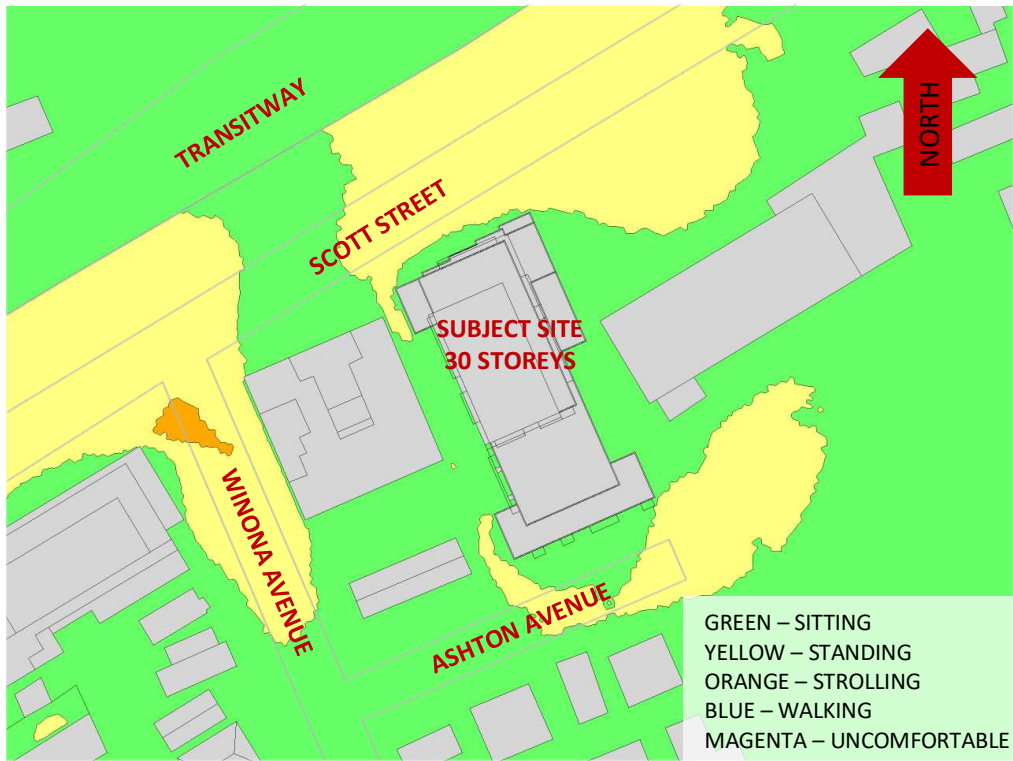 TRANSITWAY
NORTH
SCOTT STREET
SUBJECT SITE
30 STOREYS
WINONA AVENUE
ASHTON AVENUE
GREEN – SITTING
YELLOW – STANDING
ORANGE – STROLLING
BLUE – WALKING
MAGENTA – UNCOMFORTABLE